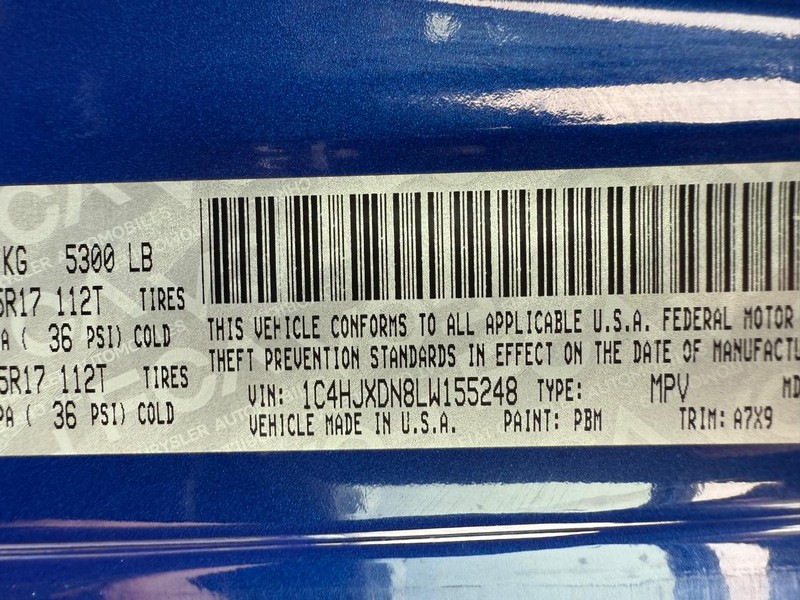 KG 5300 LB
5R17 112T TIRES
A ( 36 PSI) COLD
5R17 112T TIRES
PA ( 36 PSI) COLD
THIS VEHICLE CONFORMS TO ALL APPLICABLE U.S.A. FEDERAL MOTOR
THEFT PREVENTION STANDARDS IN EFFECT ON THE DATE OF MANUFACTU
VIN: 1C4HJXDN8LW155248 TYPE: MPV MD
VEHICLE MADE IN U.S.A. PAINT: PBM TRIM: A7X9